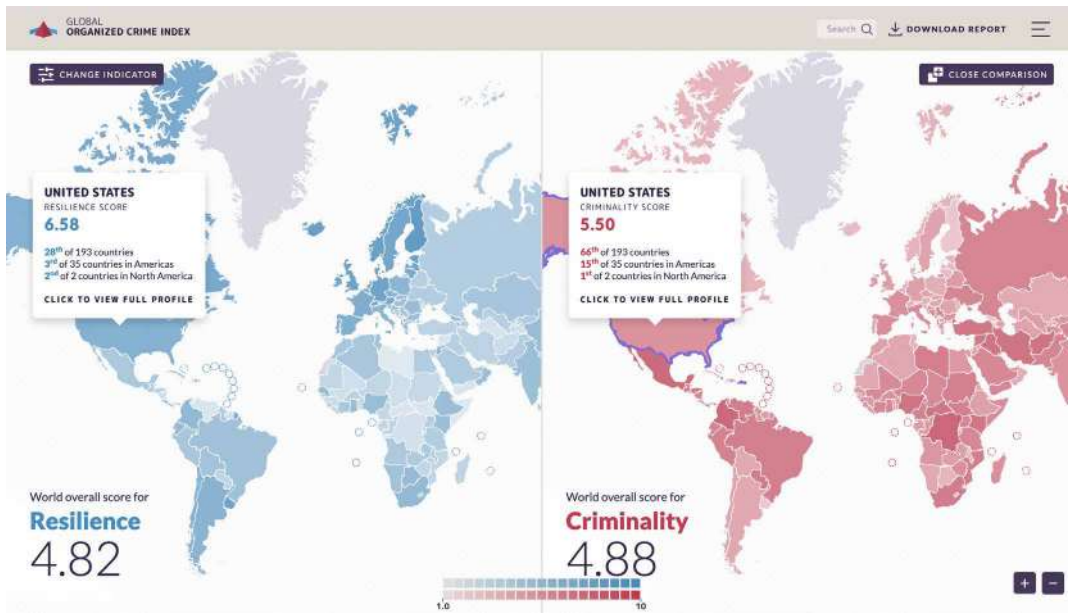 GLOBAL
ORGANIZED CRIME INDEX
Search
DOWNLOAD REPORT
CHANGE INDICATOR
CLOSE COMPARISON
UNITED STATES
RESILIENCE SCORE
6.58
28th of 193 countries
3rd of 35 countries in Americas
2nd of 2 countries in North America
CLICK TO VIEW FULL PROFILE
UNITED STATES
CRIMINALITY SCORE
5.50
66th of 193 countries
15th of 35 countries in Americas
1st of 2 countries in North America
CLICK TO VIEW FULL PROFILE
World overall score for
Resilience
4.82
World overall score for
Criminality
4.88
1.0
10